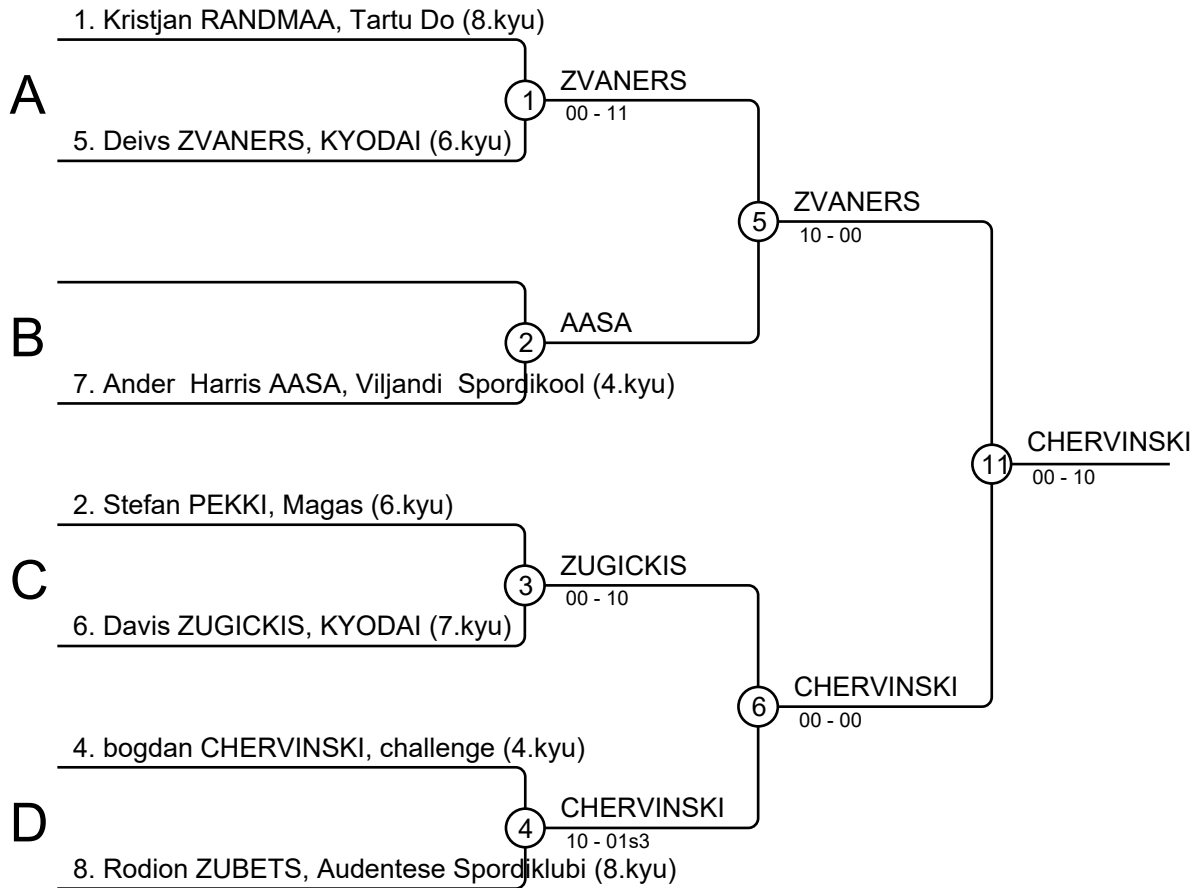 1. Kristjan RANDMAA, Tartu Do (8.kyu)
A
1
ZVANERS
00 - 11
5. Deivs ZVANERS, KYODAI (6.kyu)
5
ZVANERS
10 - 00
B
2
AASA
7. Ander  Harris AASA, Viljandi  Spordikool (4.kyu)
11
CHERVINSKI
00 - 10
2. Stefan PEKKI, Magas (6.kyu)
C
3
ZUGICKIS
00 - 10
6. Davis ZUGICKIS, KYODAI (7.kyu)
6
CHERVINSKI
00 - 00
4. bogdan CHERVINSKI, challenge (4.kyu)
D
4
CHERVINSKI
10 - 01s3
8. Rodion ZUBETS, Audentese Spordiklubi (8.kyu)